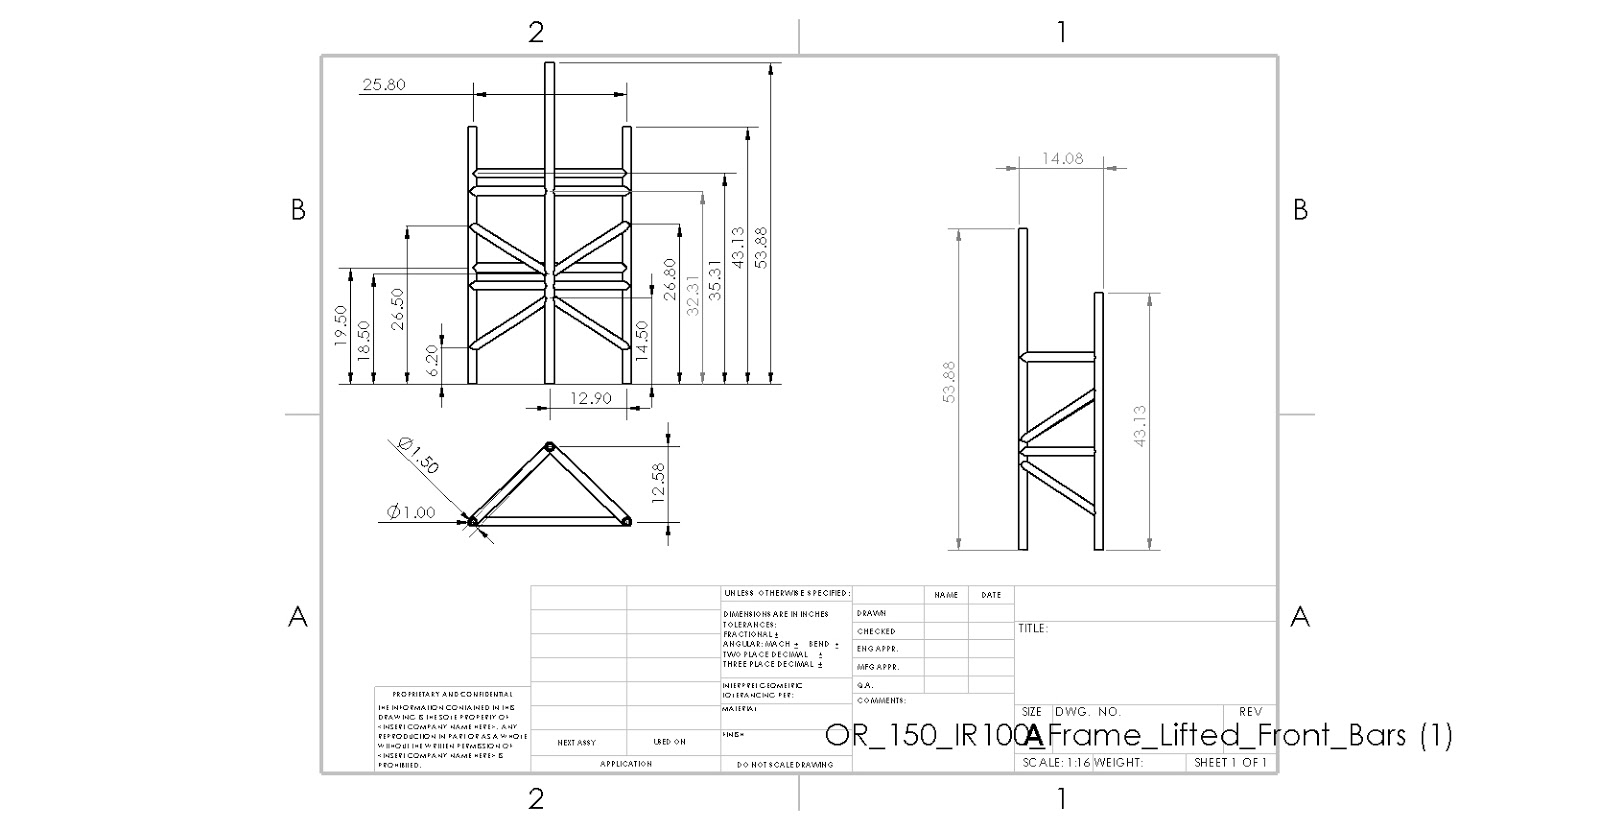 2 1
B B
25.80
14.08
19.50
18.50
26.50
6.20
14.50
26.80
32.31
35.31
43.13
53.88
12.90
53.88
43.13
Ø1.50
Ø1.00
12.58
A A
UNLESS OTHERWISE SPECIFIED:
DIMENSIONS ARE IN INCHES
TOLERANCES:
FRACTIONAL ±
ANGULAR: MACH ± BEND ±
TWO PLACE DECIMAL ±
THREE PLACE DECIMAL ±
INTERPRET GEOMETRIC
TOLERANCING PER:
MATERIAL
FINISH
DO NOT SCALE DRAWING
NAME DATE
DRAWN
CHECKED
ENG APPR.
MFG APPR.
Q.A.
COMMENTS:
PROPRIETARY AND CONFIDENTIAL
THE INFORMATION CONTAINED IN THIS
DRAWING IS THE SOLE PROPERTY OF
<INSERT COMPANY NAME HERE>. ANY
REPRODUCTION IN PART OR AS A WHOLE
WITHOUT THE WRITTEN PERMISSION OF
<INSERT COMPANY NAME HERE> IS
PROHIBITED.
NEXT ASSY USED ON
APPLICATION
TITLE:
SIZE DWG. NO. REV
A
OR_150_IR100_Frame_Lifted_Front_Bars (1)
SCALE: 1:16 WEIGHT: SHEET 1 OF 1
2 1